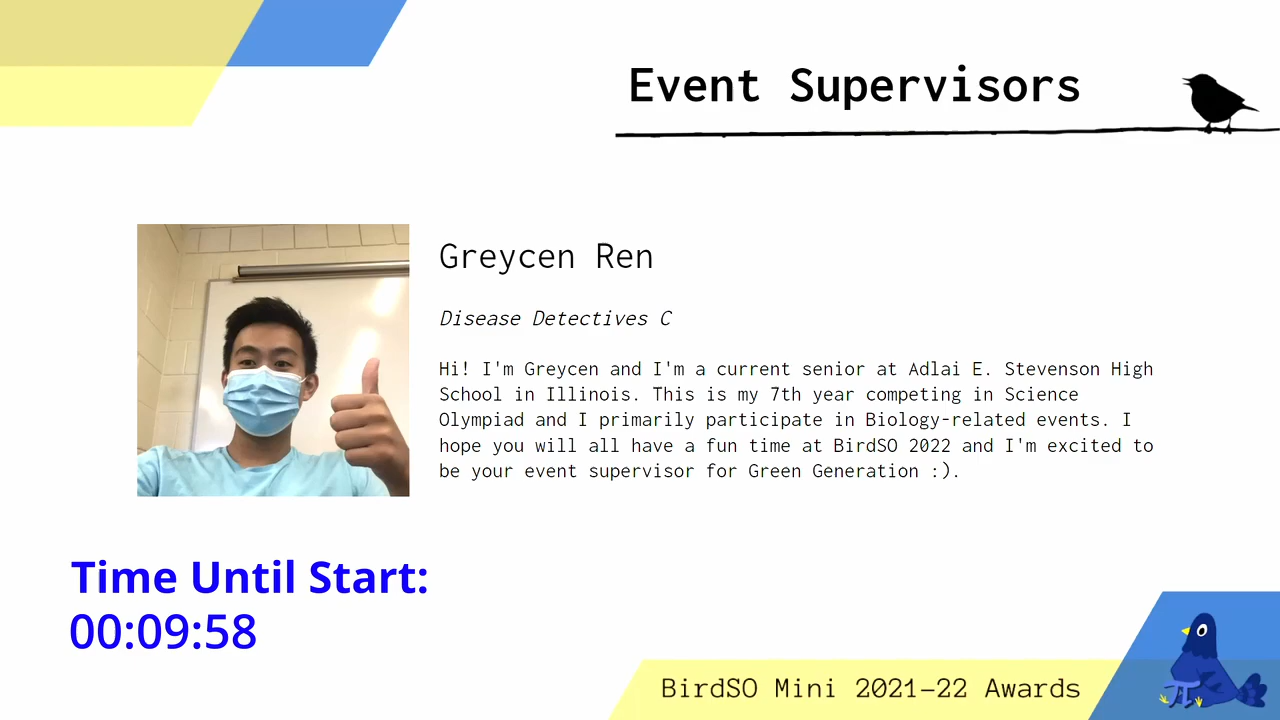 Event Supervisors
Greycen Ren
Disease Detectives C
Hi! I'm Greycen and I'm a current senior at Adlai E. Stevenson High
School in Illinois. This is my 7th year competing in Science
Olympiad and I primarily participate in Biology-related events. I
hope you will all have a fun time at BirdSO 2022 and I'm excited to
be your event supervisor for Green Generation :).
Time Until Start:
00:09:58
BirdSO Mini 2021-22 Awards